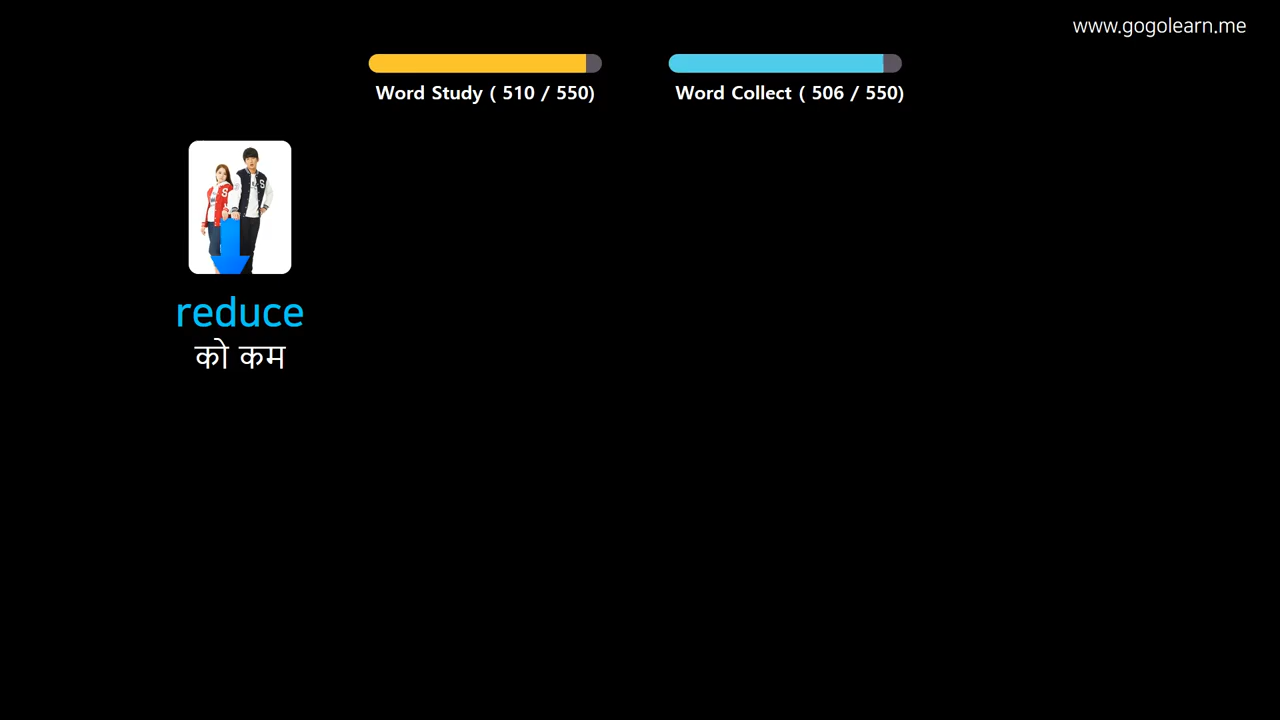 www.gogolearn.me
Word Study ( 510 / 550)
Word Collect ( 506 / 550)
S
S
reduce
को कम